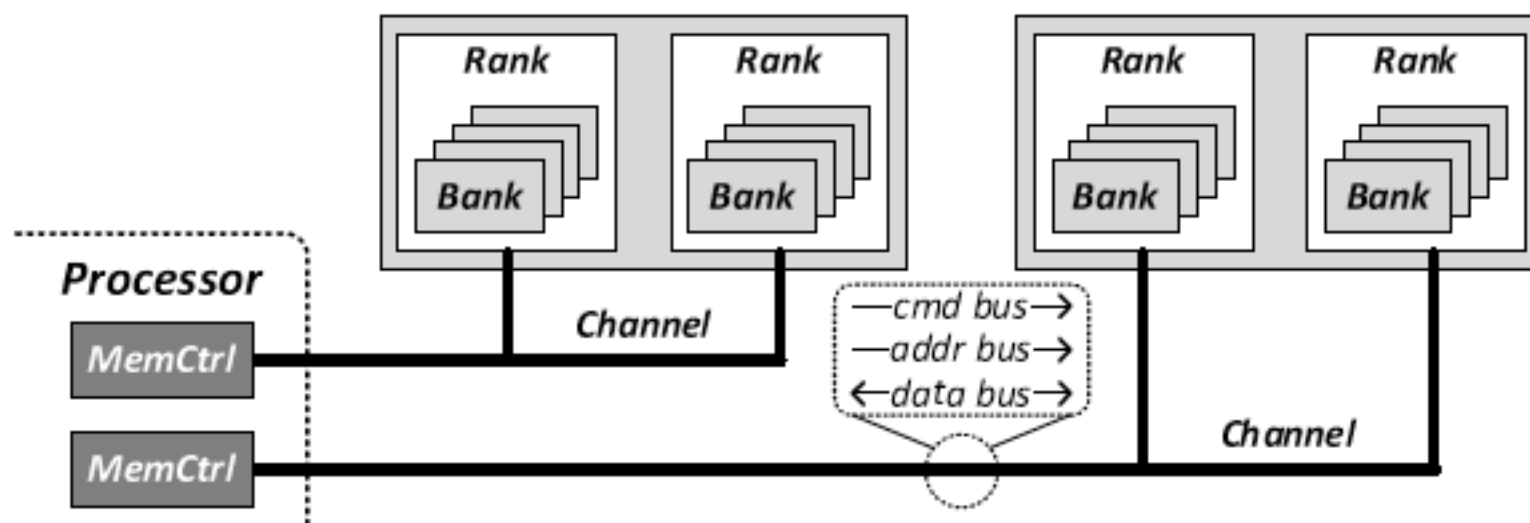 Rank
Rank
Rank
Rank
Bank
Bank
Bank
Bank
Processor
MemCtrl
MemCtrl
Channel
cmd bus
addr bus
data bus
Channel